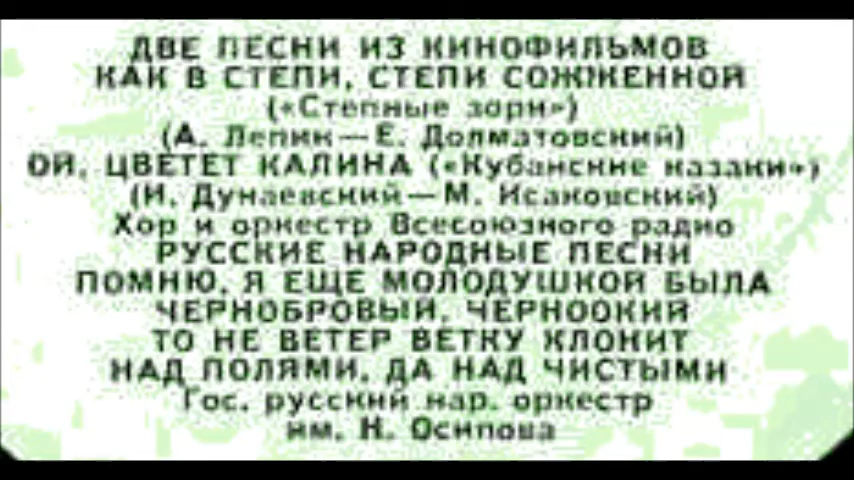 ДВЕ ПЕСНИ ИЗ КИНОФИЛЬМОВ
КАК В СТЕПИ, СТЕПИ СОЖЖЕННОЙ
(«Степные зори»)
(А. Лепин — Е. Долматовский)
ОЙ, ЦВЕТЕТ КАЛИНА («Кубанские казаки»)
(И. Дунаевский — М. Исаковский)
Хор и оркестр Всесоюзного радио
РУССКИЕ НАРОДНЫЕ ПЕСНИ
ПОМНЮ, Я ЕЩЕ МОЛОДУШКОЙ БЫЛА
ЧЕРНОБРОВЫЙ, ЧЕРНООКИЙ
ТО НЕ ВЕТЕР ВЕТКУ КЛОНИТ
НАД ПОЛЯМИ, ДА НАД ЧИСТЫМИ
Гос. русский нар. оркестр
им. Н. Осипова